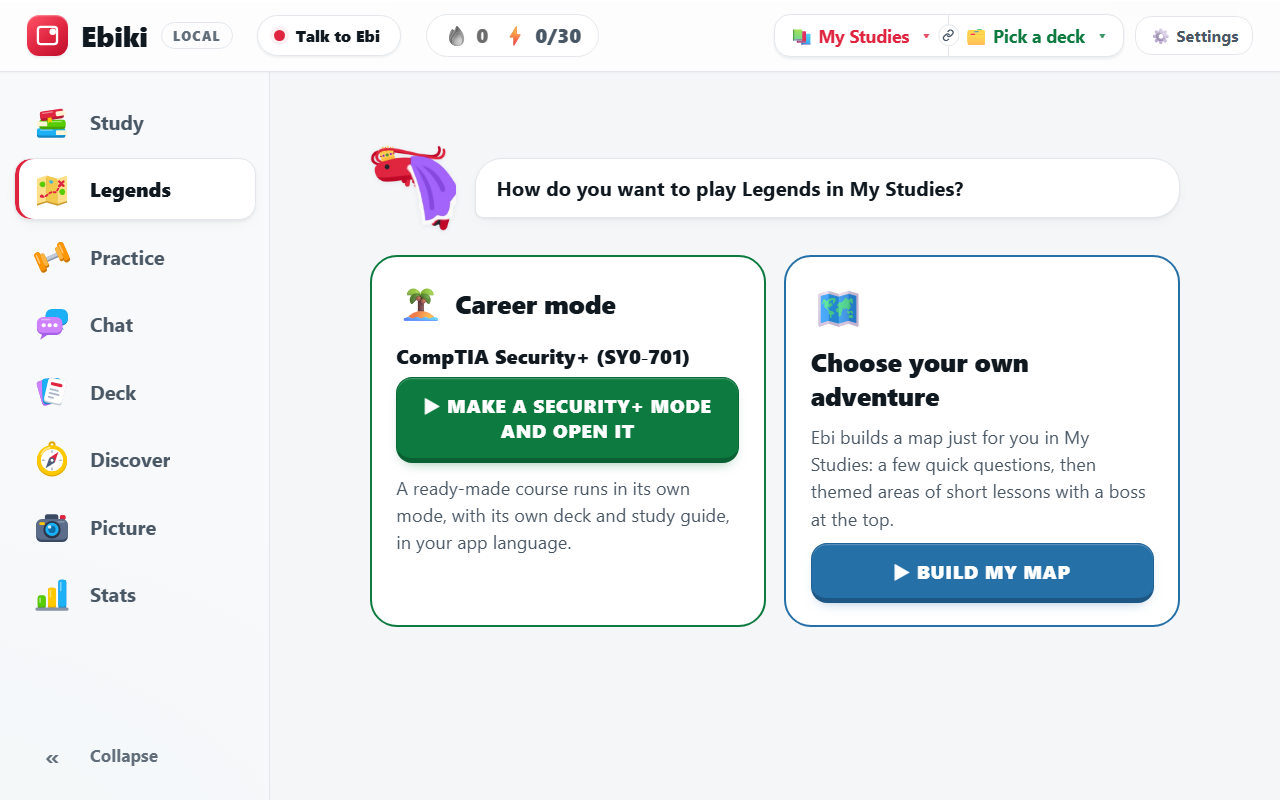 Ebiki
LOCAL
Talk to Ebi
0
0/30
My Studies
Pick a deck
Settings
Study
Legends
Practice
Chat
Deck
Discover
Picture
Stats
Collapse
How do you want to play Legends in My Studies?
Career mode
CompTIA Security+ (SY0-701)
▶ MAKE A SECURITY+ MODE
AND OPEN IT
A ready-made course runs in its own
mode, with its own deck and study guide,
in your app language.
Choose your own
adventure
Ebi builds a map just for you in My
Studies: a few quick questions, then
themed areas of short lessons with a boss
at the top.
▶ BUILD MY MAP